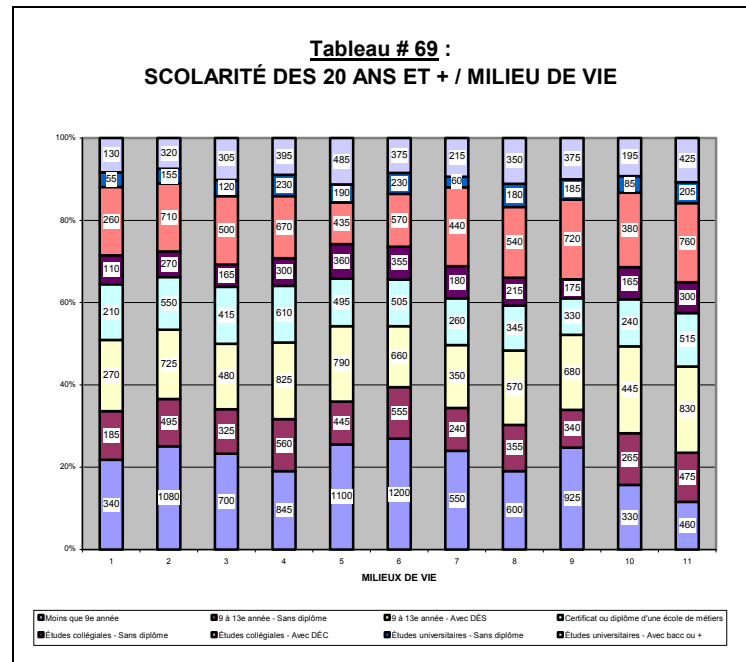 Tableau # 69 :
SCOLARITÉ DES 20 ANS ET + / MILIEU DE VIE
100%
130 320 305 395 485 375 215 350 375 195 425
55 155 120 230 190 230 60 180 185 85 205
80%
260 710 500 670 435 570 440 540 720 380 760
110 270 165 300 360 355 180 215 175 165 300
60%
210 550 415 610 495 505 260 345 330 240 515
40%
270 725 480 825 790 660 350 570 680 445 830
185 495 325 560 445 555 240 355 340 265 475
20%
340 1080 700 845 1100 1200 550 600 925 330 460
0%
1 2 3 4 5 6 7 8 9 10 11
MILIEUX DE VIE
Moins que 9e année 9 à 13e année - Sans diplôme 9 à 13e année - Avec DÉS Certificat ou diplôme d'une école de métiers
Études collégiales - Sans diplôme Études collégiales - Avec DÉC Études universitaires - Sans diplôme Études universitaires - Avec bacc ou +